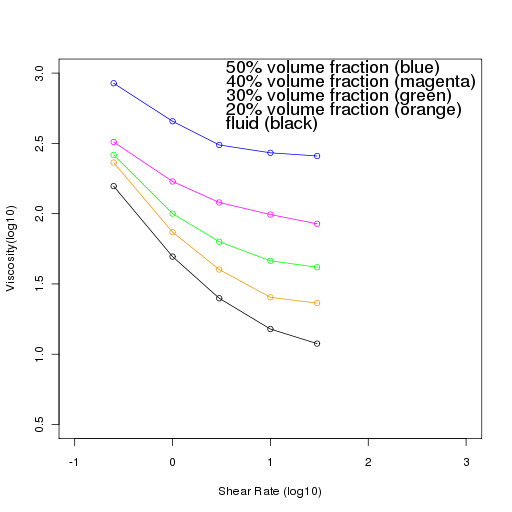 50% volume fraction (blue)
40% volume fraction (magenta)
30% volume fraction (green)
20% volume fraction (orange)
fluid (black)
3.0
2.5
2.0
1.5
1.0
0.5
Viscosity(log10)
-1 0 1 2 3
Shear Rate (log10)